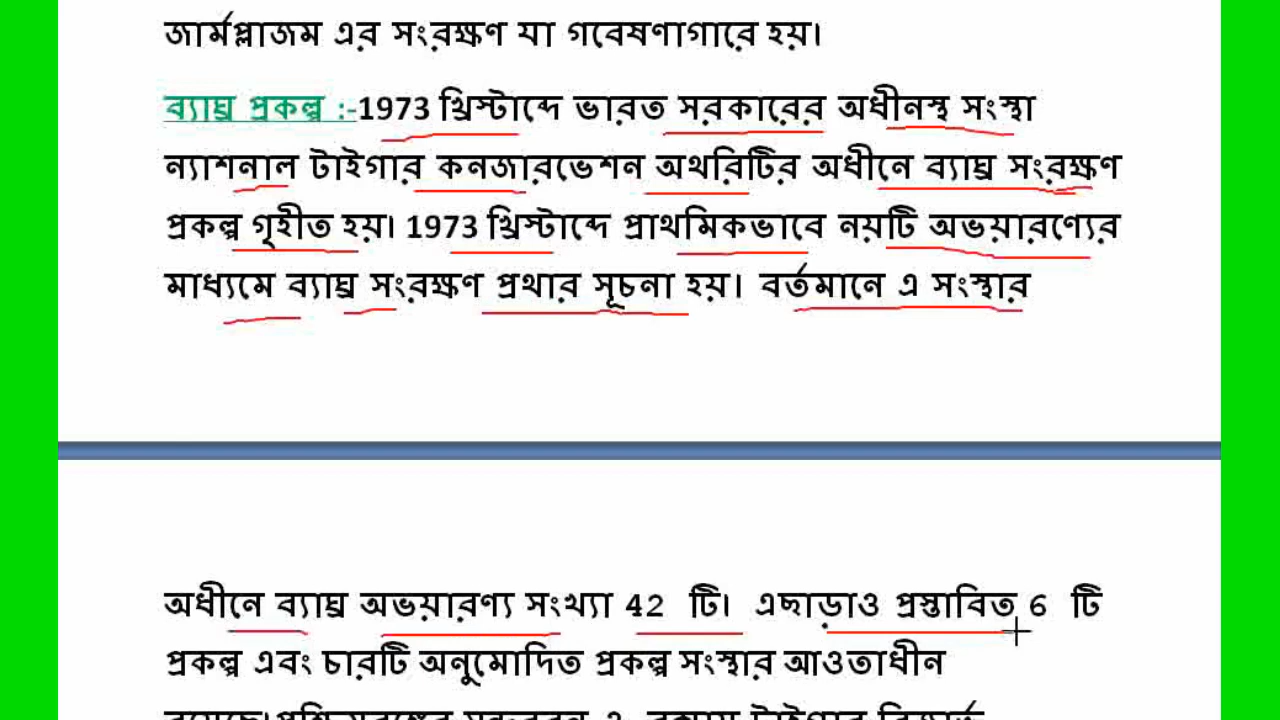 জার্মপ্লাজম এর সংরক্ষণ যা গবেষণাগারে হয়।
ব্যাঘ্র প্রকল্প :-1973 খ্রিস্টাব্দে ভারত সরকারের অধীনস্থ সংস্থা
ন্যাশনাল টাইগার কনজারভেশন অথরিটির অধীনে ব্যাঘ্র সংরক্ষণ
প্রকল্প গৃহীত হয়। 1973 খ্রিস্টাব্দে প্রাথমিকভাবে নয়টি অভয়ারণ্যের
মাধ্যমে ব্যাঘ্র সংরক্ষণ প্রথার সূচনা হয়। বর্তমানে এ সংস্থার
অধীনে ব্যাঘ্র অভয়ারণ্য সংখ্যা 42 টি। এছাড়াও প্রস্তাবিত 6 টি
প্রকল্প এবং চারটি অনুমোদিত প্রকল্প সংস্থার আওতাধীন